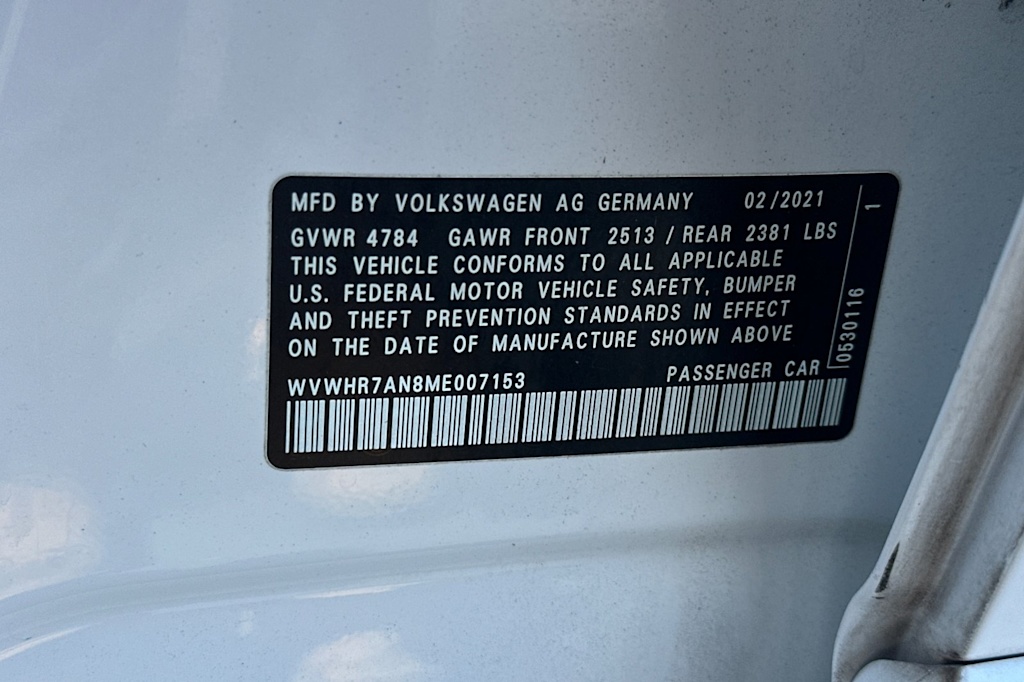 MFD BY VOLKSWAGEN AG GERMANY 02/2021
GVWR 4784 GAWR FRONT 2513 / REAR 2381 LBS
THIS VEHICLE CONFORMS TO ALL APPLICABLE
U.S. FEDERAL MOTOR VEHICLE SAFETY, BUMPER
AND THEFT PREVENTION STANDARDS IN EFFECT
ON THE DATE OF MANUFACTURE SHOWN ABOVE
WVWHR7AN8ME007153 PASSENGER CAR
0530116 1